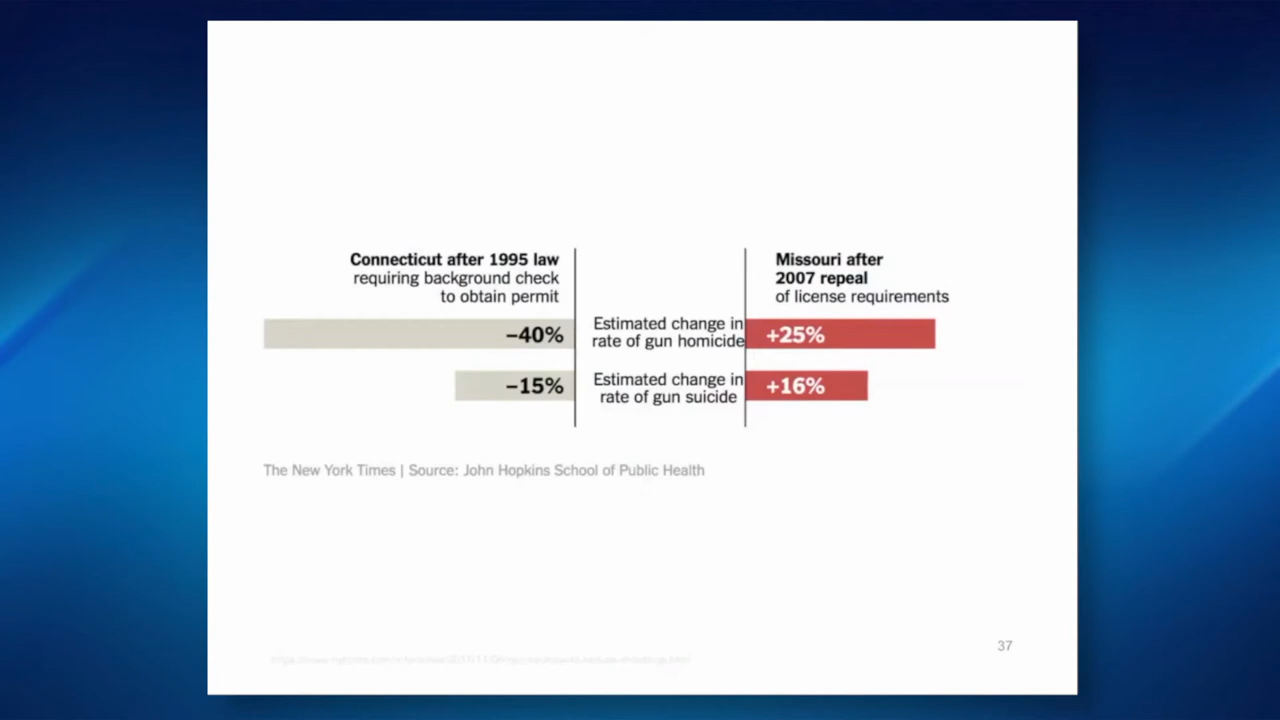 Connecticut after 1995 law
requiring background check
to obtain permit
Missouri after
2007 repeal
of license requirements
–40%
Estimated change in
rate of gun homicide
+25%
–15%
Estimated change in
rate of gun suicide
+16%
The New York Times | Source: John Hopkins School of Public Health
37